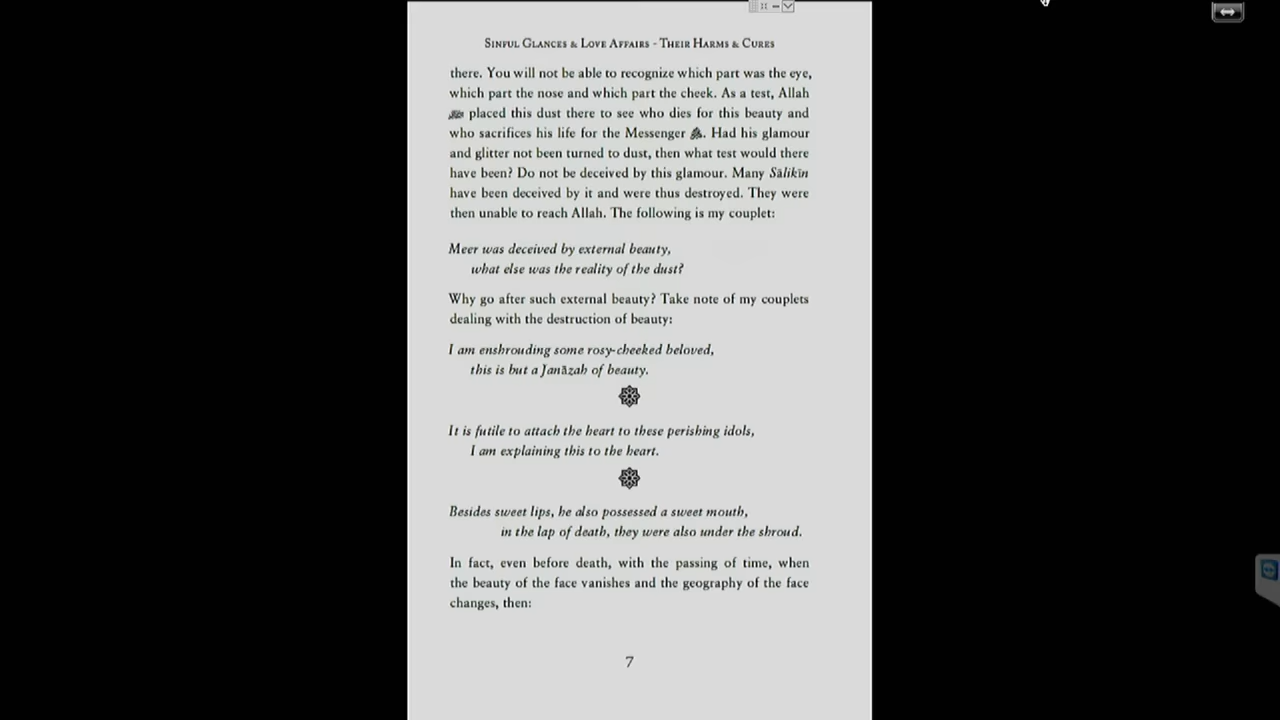 Sinful Glances & Love Affairs - Their Harms & Cures
there. You will not be able to recognize which part was the eye,
which part the nose and which part the cheek. As a test, Allah
placed this dust there to see who dies for this beauty and
who sacrifices his life for the Messenger . Had his glamour
and glitter not been turned to dust, then what test would there
have been? Do not be deceived by this glamour. Many Sālikīn
have been deceived by it and were thus destroyed. They were
then unable to reach Allah. The following is my couplet:
Meer was deceived by external beauty,
what else was the reality of the dust?
Why go after such external beauty? Take note of my couplets
dealing with the destruction of beauty:
I am enshrouding some rosy-cheeked beloved,
this is but a Janāzah of beauty.
It is futile to attach the heart to these perishing idols,
I am explaining this to the heart.
Besides sweet lips, he also possessed a sweet mouth,
in the lap of death, they were also under the shroud.
In fact, even before death, with the passing of time, when
the beauty of the face vanishes and the geography of the face
changes, then:
7